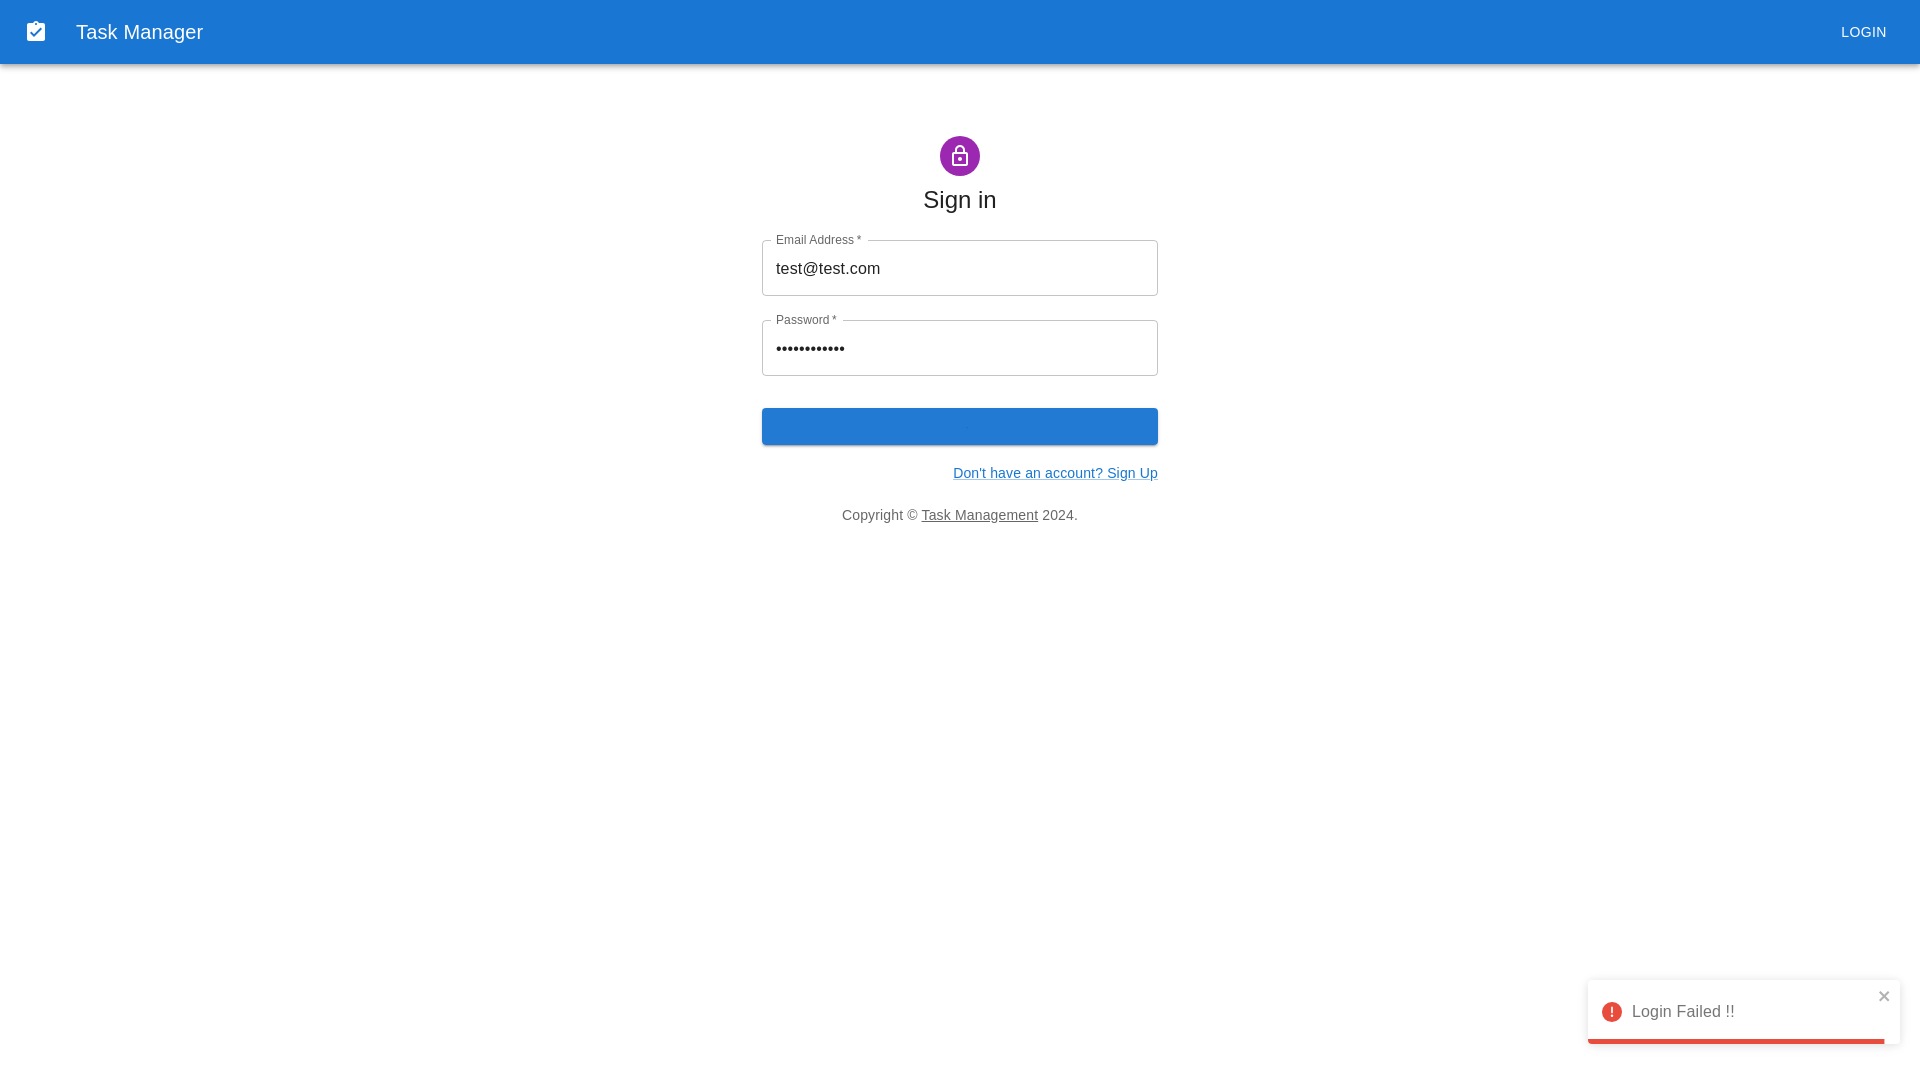 Task Manager
LOGIN
Sign in
Email Address *
test@test.com
Password *
••••••••••••
Don't have an account? Sign Up
Copyright © Task Management 2024.
Login Failed !!